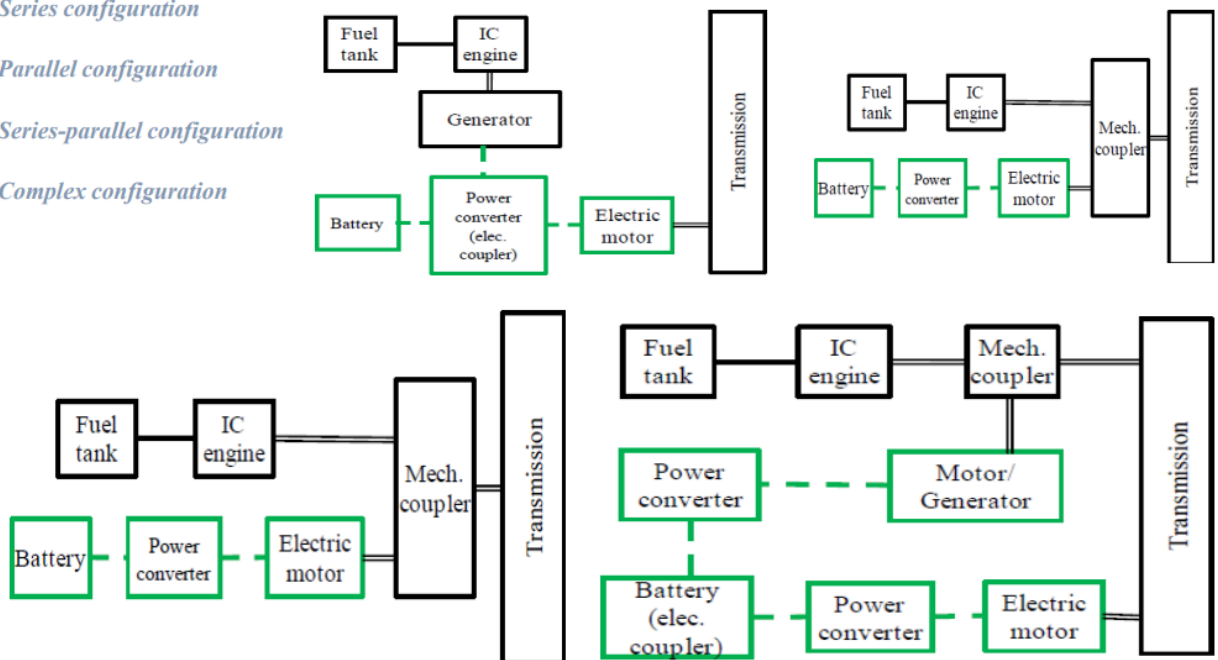 Series configuration
Parallel configuration
Series-parallel configuration
Complex configuration
Fuel
tank
IC
engine
Generator
Battery
Power
converter
(elec.
coupler)
Electric
motor
Transmission
Fuel
tank
IC
engine
Mech.
coupler
Battery
Power
converter
Electric
motor
Transmission
Fuel
tank
IC
engine
Mech.
coupler
Battery
Power
converter
Electric
motor
Transmission
Fuel
tank
IC
engine
Mech.
coupler
Power
converter
Motor/
Generator
Battery
(elec.
coupler)
Power
converter
Electric
motor
Transmission